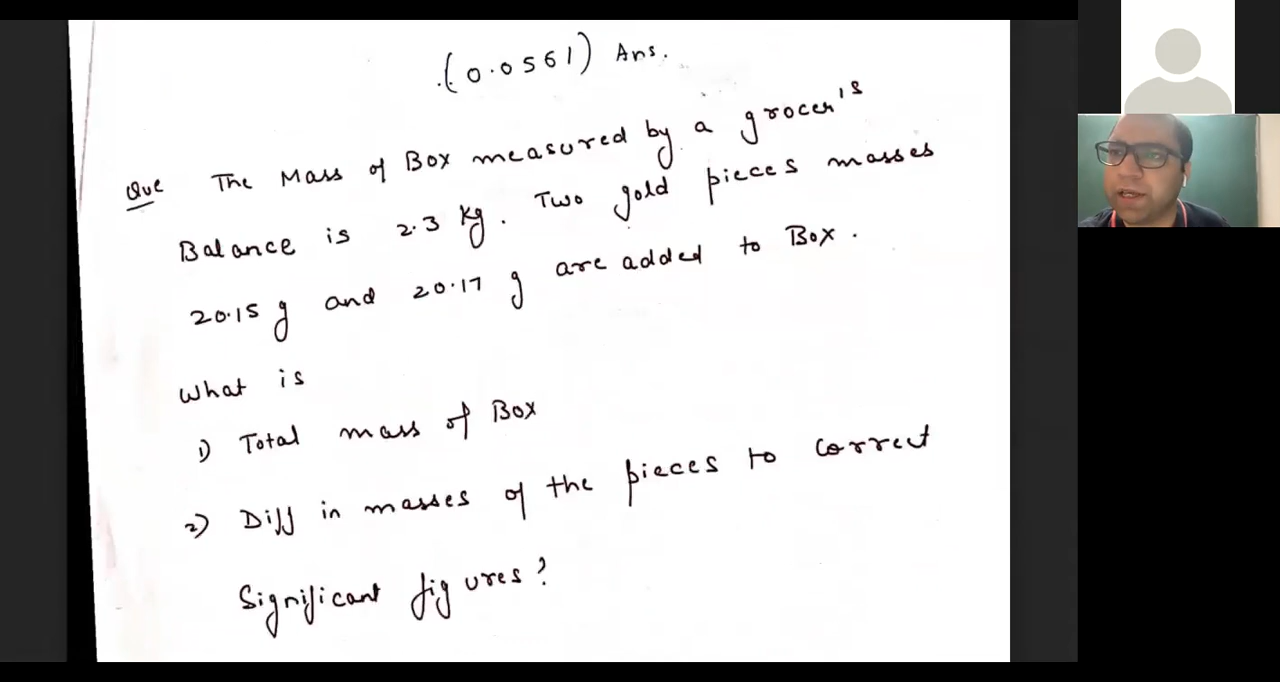 (0.0561) Ans.
Que The Mass of Box measured by a grocer's
Balance is 2.3 kg. Two gold pieces masses
20.15 g and 20.17 g are added to Box.
What is
1) Total mass of Box
2) Diff in masses of the pieces to correct
Significant figures?